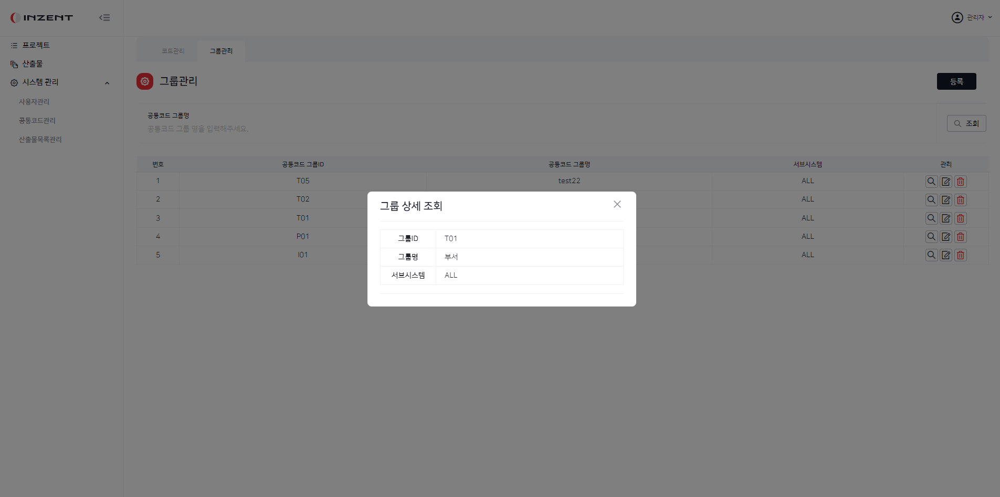 INZENT
관리자
프로젝트
산출물
시스템 관리
사용자관리
공통코드관리
산출물목록관리
코드관리 그룹관리
그룹관리
등록
공통코드 그룹명
공통코드 그룹 명을 입력해주세요.
조회
번호 공통코드 그룹ID 공통코드 그룹명 서브시스템 관리
1 T05 test22 ALL
2 T02 ALL
3 T01 ALL
4 P01 ALL
5 I01 ALL
그룹 상세 조회
그룹ID T01
그룹명 부서
서브시스템 ALL